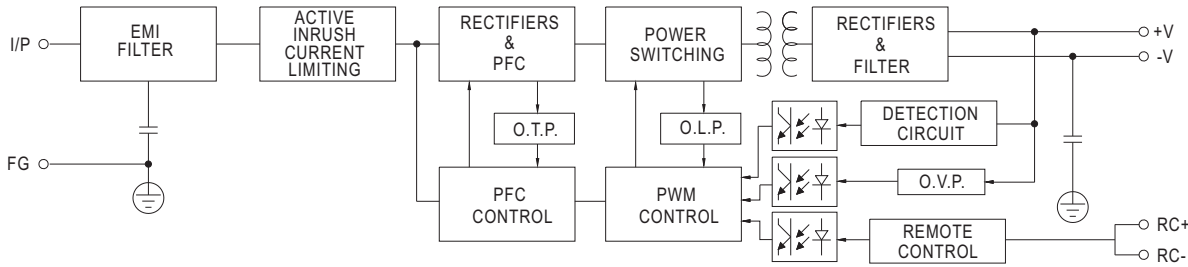 I/P
EMI
FILTER
ACTIVE
INRUSH
CURRENT
LIMITING
RECTIFIERS
&
PFC
POWER
SWITCHING
RECTIFIERS
&
FILTER
+V
-V
O.T.P.
O.L.P.
DETECTION
CIRCUIT
FG
PFC
CONTROL
PWM
CONTROL
O.V.P.
REMOTE
CONTROL
RC+
RC-